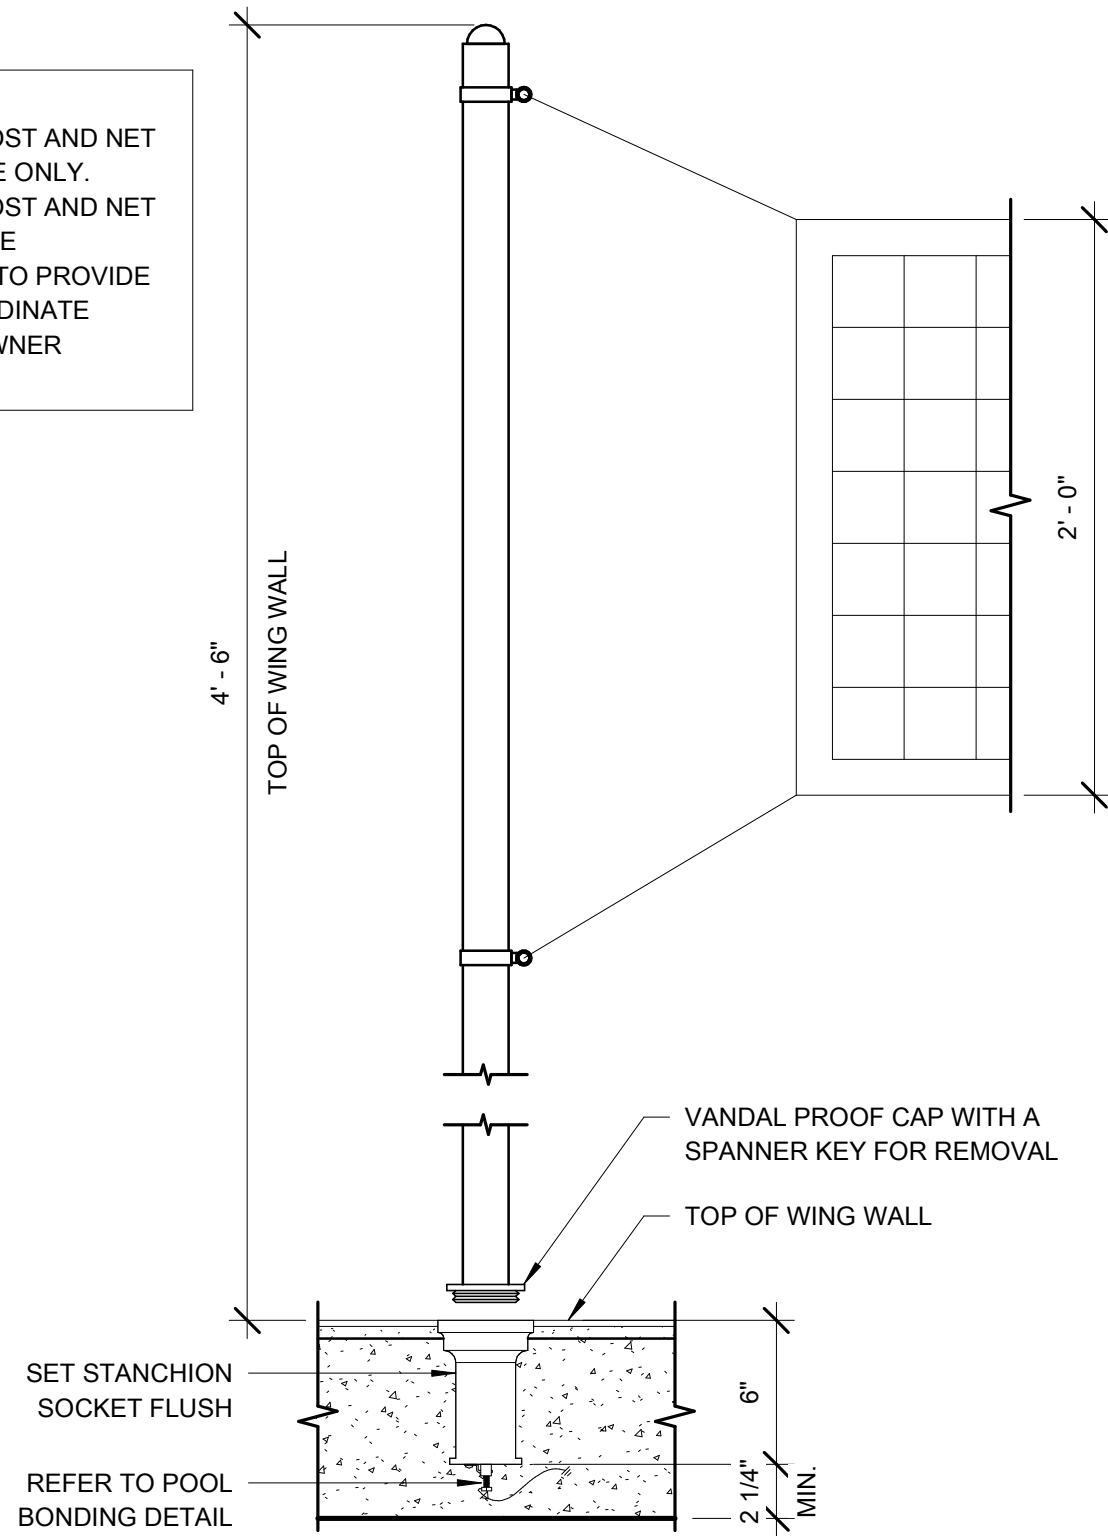 OST AND NET
E ONLY.
OST AND NET
E
TO PROVIDE
DINATE
WNER
4' - 6"
TOP OF WING WALL
2' - 0"
VANDAL PROOF CAP WITH A
SPANNER KEY FOR REMOVAL
TOP OF WING WALL
SET STANCHION
SOCKET FLUSH
6"
REFER TO POOL
BONDING DETAIL
2 1/4"
MIN.